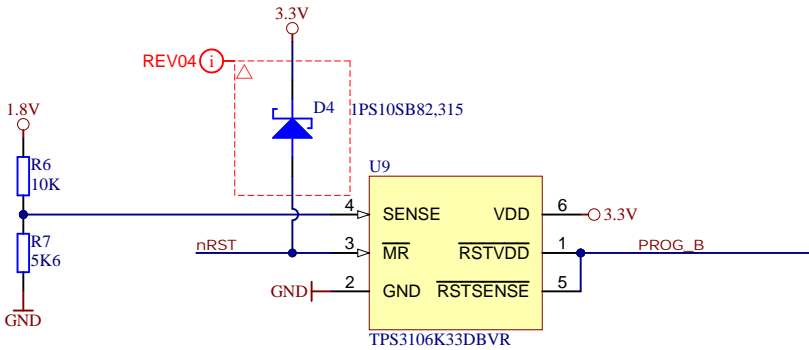 3.3V
REV04
i
D4
1PS10SB82,315
1.8V
R6
10K
U9
4
SENSE
VDD
6
3.3V
R7
5K6
nRST
3
MR
RSTVDD
1
PROG_B
GND
2
GND
RSTSENSE
5
GND
TPS3106K33DBVR